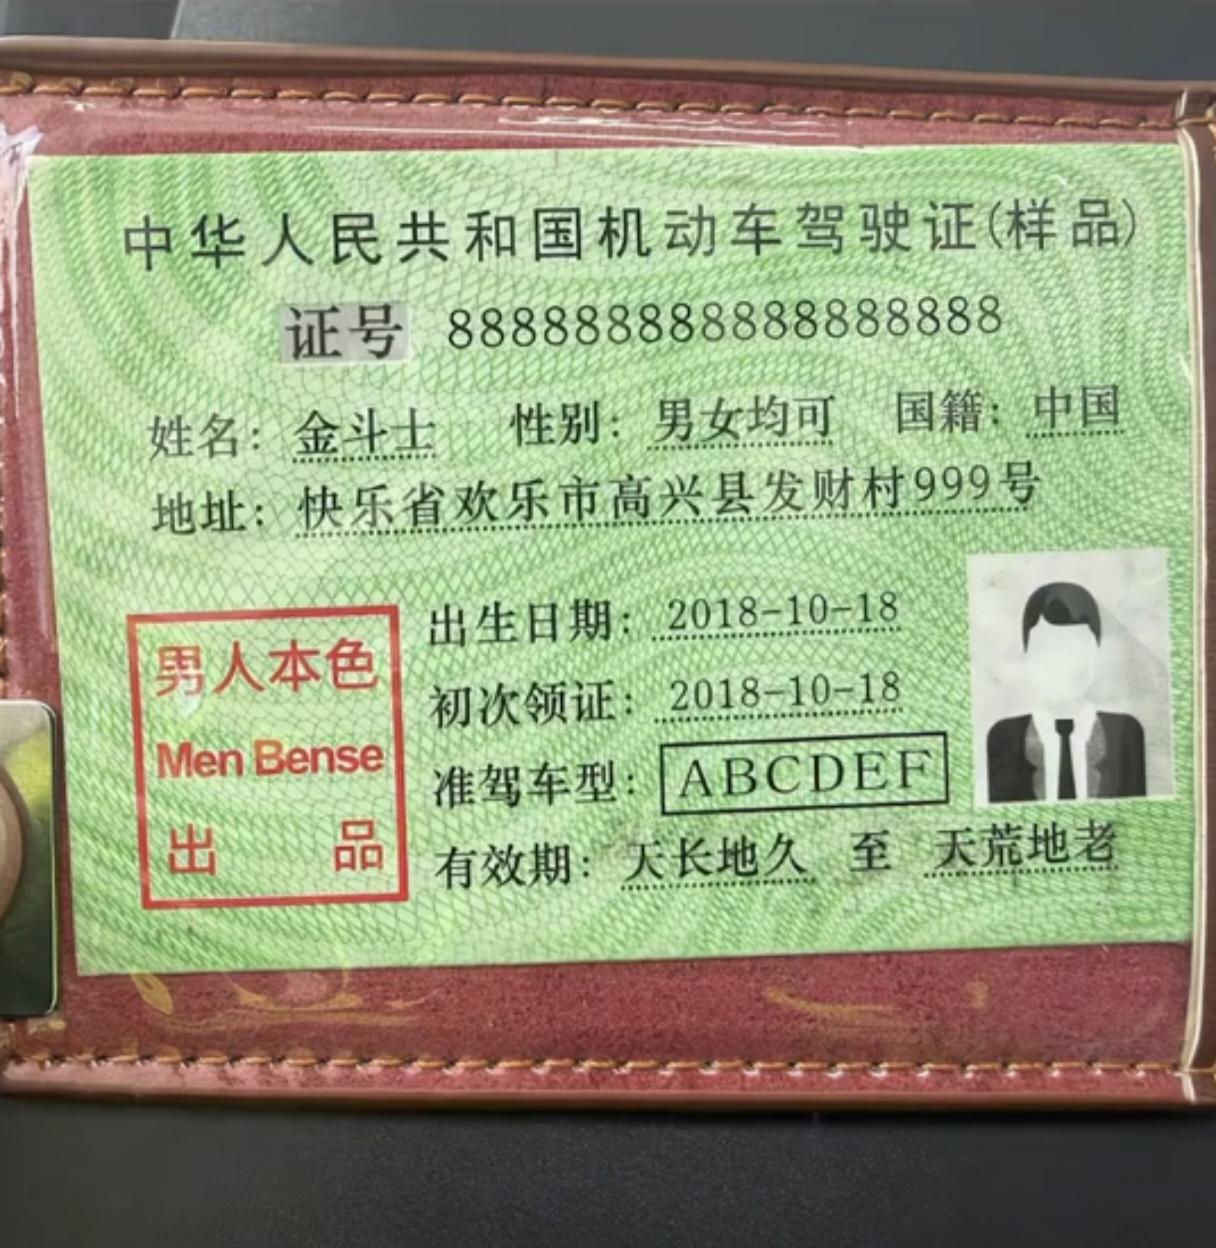 中华人民共和国机动车驾驶证(样品)
证号 888888888888888888
姓名: 金斗士 性别: 男女均可 国籍: 中国
地址: 快乐省欢乐市高兴县发财村999号
出生日期: 2018-10-18
初次领证: 2018-10-18
准驾车型: ABCDEF
有效期: 天长地久 至 天荒地老
男人本色
Men Bense
出 品